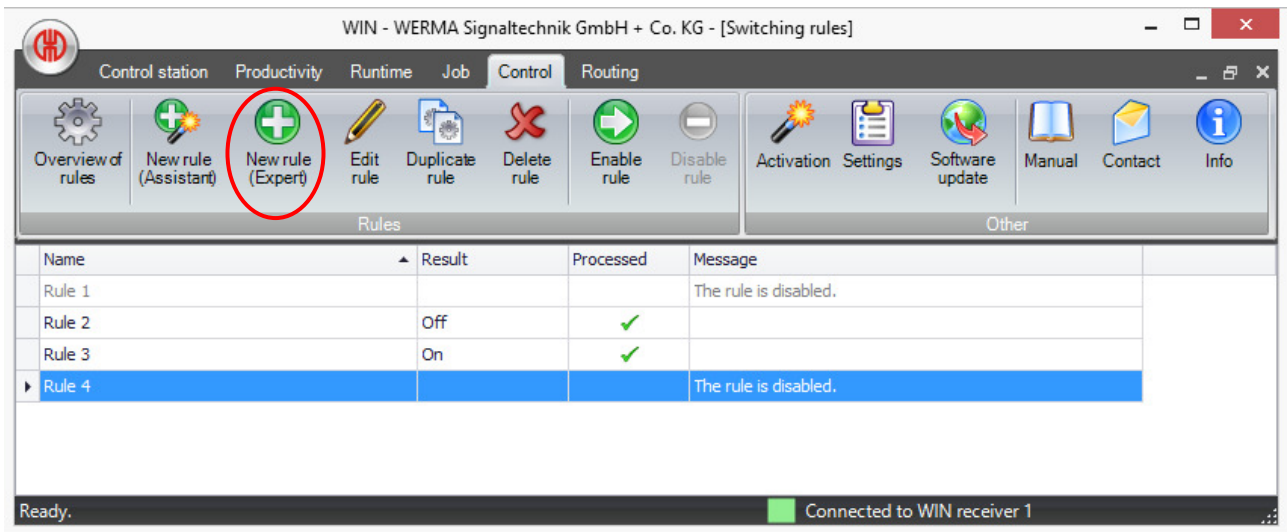 WIN - WERMA Signaltechnik GmbH + Co. KG - [Switching rules]
Control station Productivity Runtime Job Control Routing
Overview of rules
New rule (Assistant)
New rule (Expert)
Edit rule
Duplicate rule
Delete rule
Enable rule
Disable rule
Activation
Settings
Software update
Manual
Contact
Info
Rules
Other
Name Result Processed Message
Rule 1 The rule is disabled.
Rule 2 Off
Rule 3 On
Rule 4 The rule is disabled.
Ready. Connected to WIN receiver 1